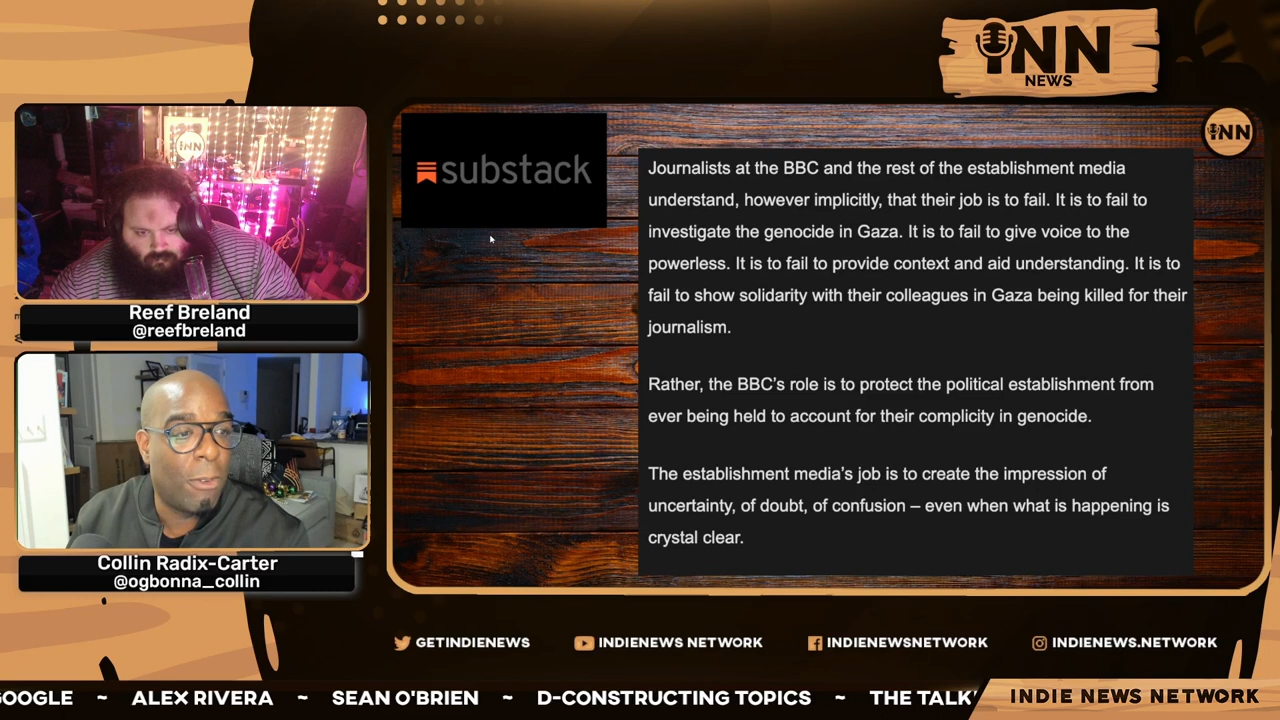 INN
NEWS
INN
substack
Journalists at the BBC and the rest of the establishment media
understand, however implicitly, that their job is to fail. It is to fail to
investigate the genocide in Gaza. It is to fail to give voice to the
powerless. It is to fail to provide context and aid understanding. It is to
fail to show solidarity with their colleagues in Gaza being killed for their
journalism.
Rather, the BBC’s role is to protect the political establishment from
ever being held to account for their complicity in genocide.
The establishment media’s job is to create the impression of
uncertainty, of doubt, of confusion – even when what is happening is
crystal clear.
INN
Reef Breland
@reefbreland
Collin Radix-Carter
@ogbonna_collin
GETINDIENEWS
INDIENEWS NETWORK
INDIENEWSNETWORK
INDIENEWS.NETWORK
OOGLE ~ ALEX RIVERA ~ SEAN O'BRIEN ~ D-CONSTRUCTING TOPICS ~ THE TALK'
INDIE NEWS NETWORK